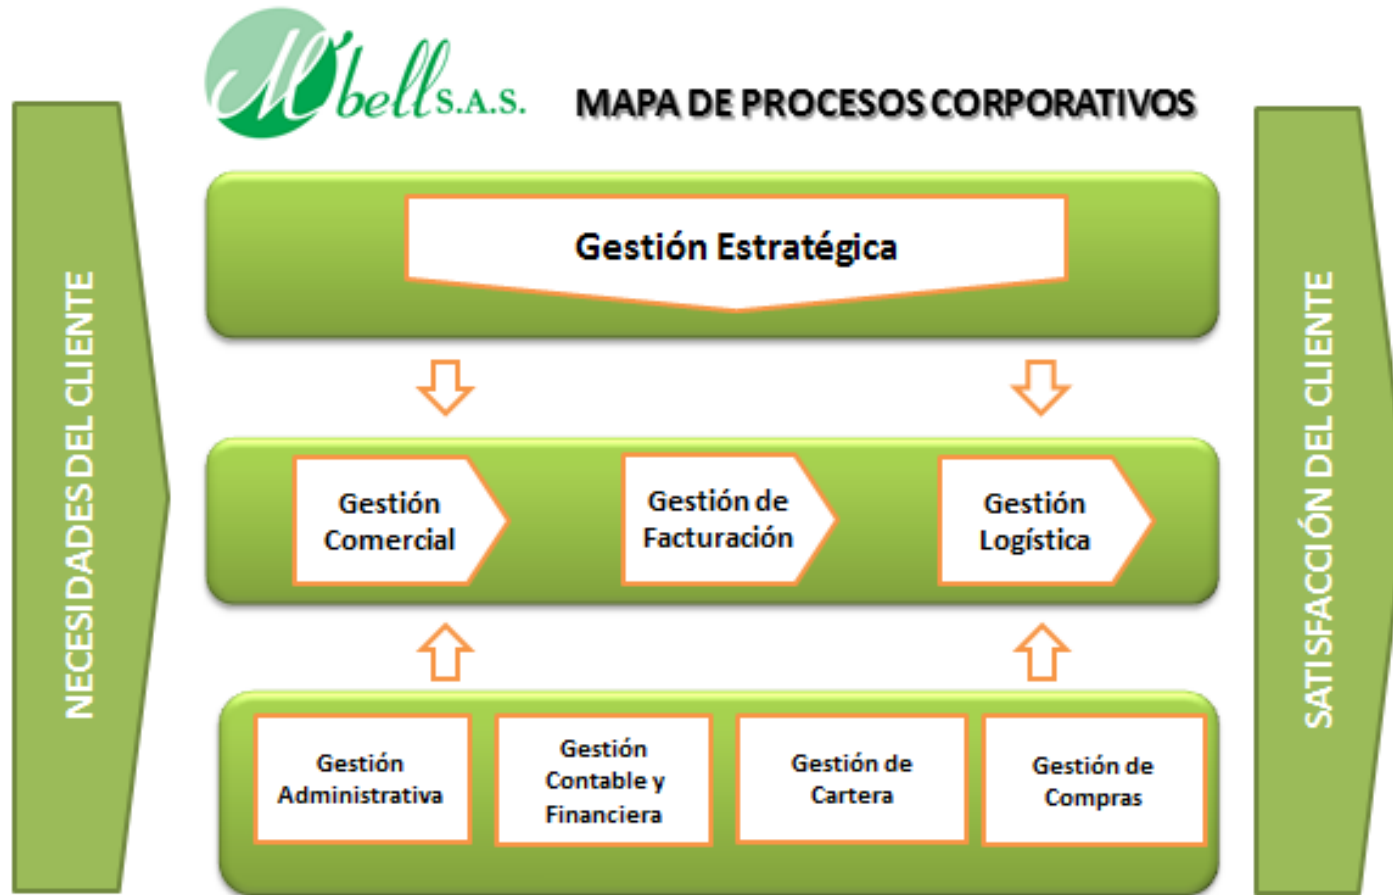 M'bell S.A.S.
MAPA DE PROCESOS CORPORATIVOS
NECESIDADES DEL CLIENTE
Gestión Estratégica
Gestión
Comercial
Gestión de
Facturación
Gestión
Logística
Gestión
Administrativa
Gestión
Contable y
Financiera
Gestión de
Cartera
Gestión de
Compras
SATISFACCIÓN DEL CLIENTE